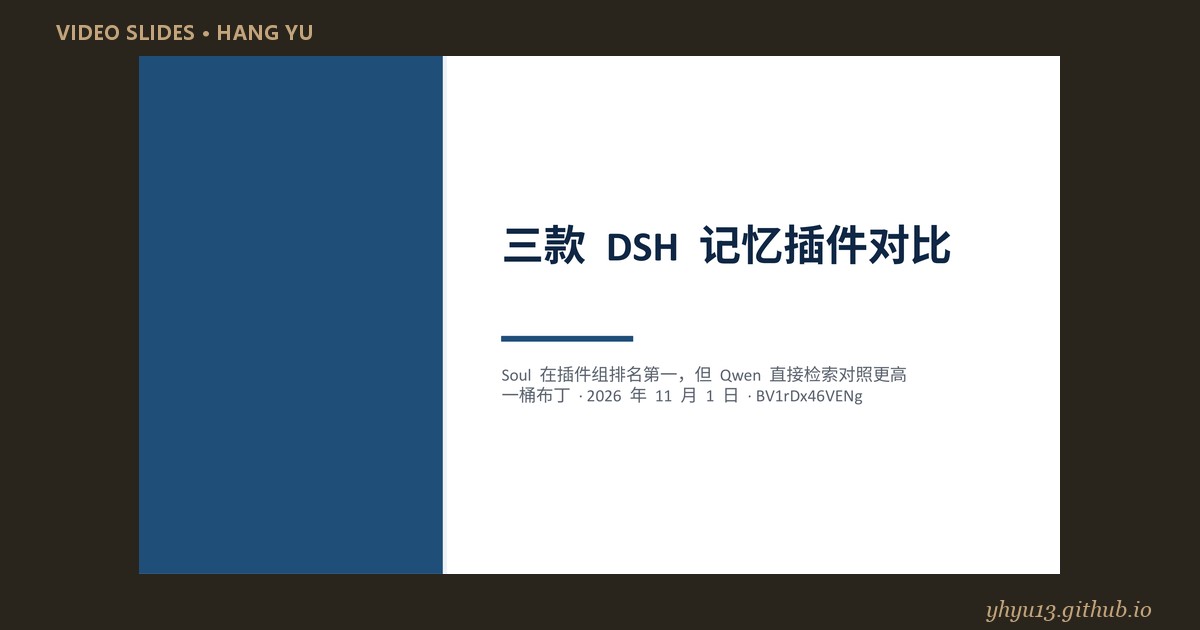 VIDEO SLIDES • HANG YU
三款 DSH 记忆插件对比
Soul 在插件组排名第一，但 Qwen 直接检索对照更高
一桶布丁 · 2026 年 11 月 1 日 · BV1rDx46VENg
yhyu13.github.io